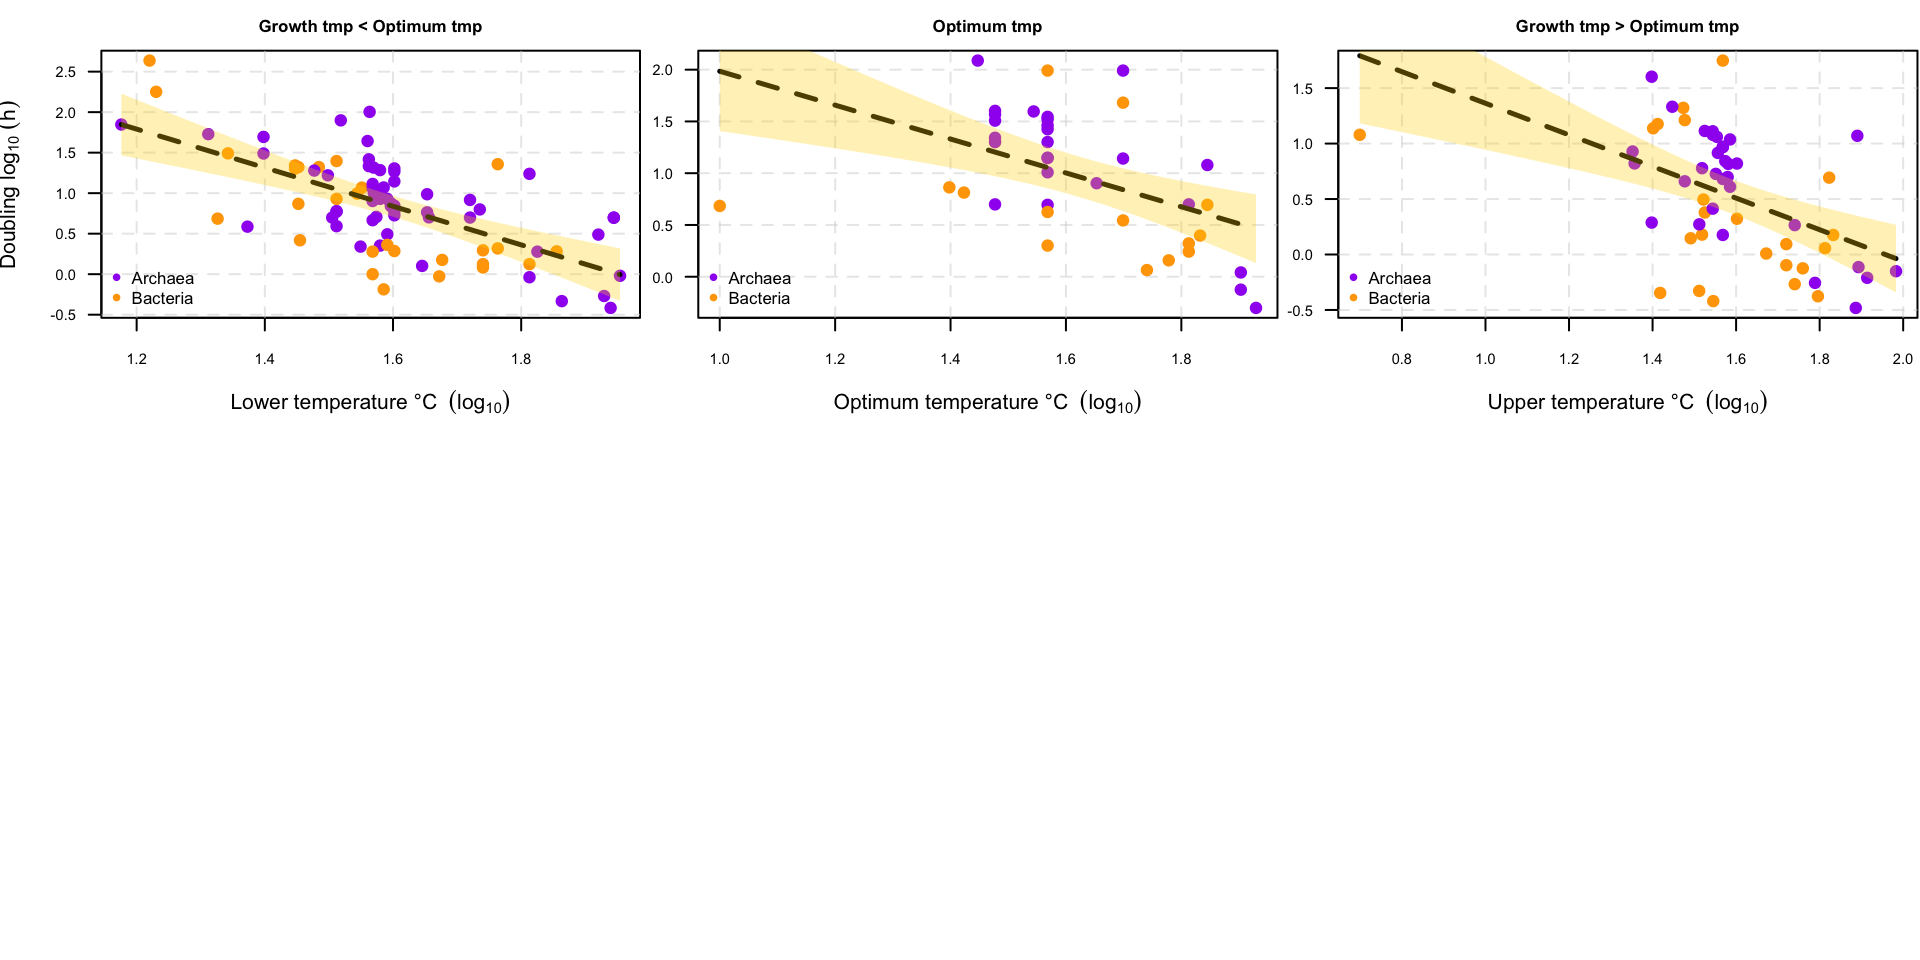 Growth tmp < Optimum tmp
Optimum tmp
Growth tmp > Optimum tmp
Doubling log10 (h)
2.5
2.0
1.5
1.0
0.5
0.0
-0.5
Archaea
Bacteria
1.2 1.4 1.6 1.8
Lower temperature °C (log10)
2.0
1.5
1.0
0.5
0.0
Archaea
Bacteria
1.0 1.2 1.4 1.6 1.8
Optimum temperature °C (log10)
1.5
1.0
0.5
0.0
-0.5
Archaea
Bacteria
0.8 1.0 1.2 1.4 1.6 1.8 2.0
Upper temperature °C (log10)